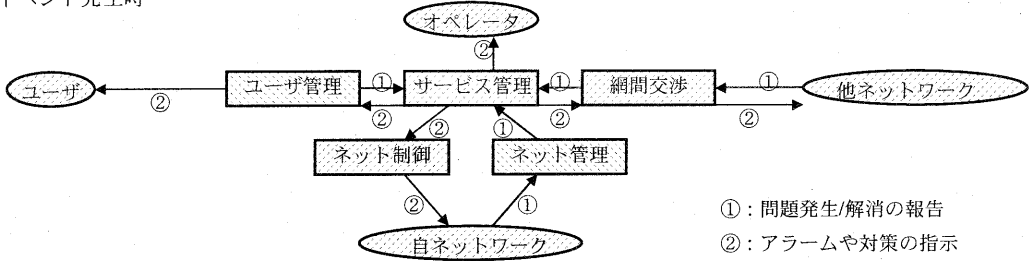 イベント発生時
オペレータ
②
ユーザ
②
ユーザ管理
①
②
サービス管理
①
②
網間交渉
①
②
他ネットワーク
②
①
ネット制御
ネット管理
②
①
自ネットワーク
①：問題発生/解消の報告
②：アラームや対策の指示